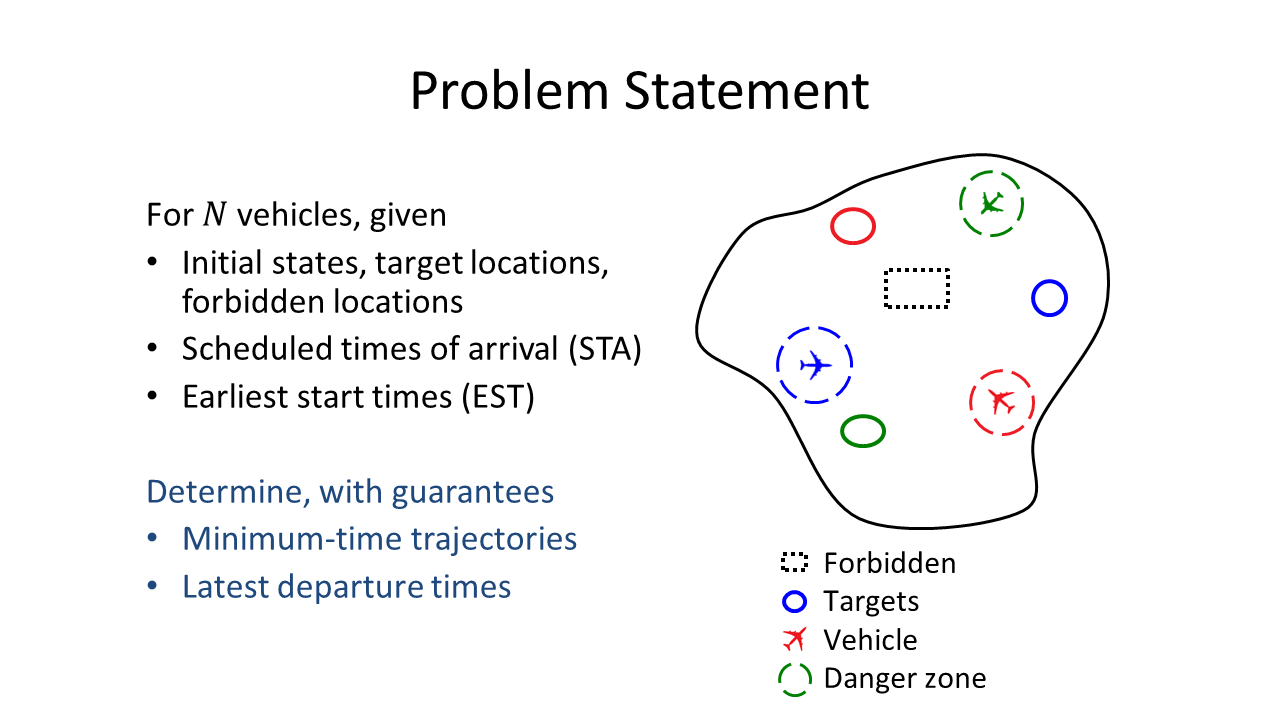 Problem Statement
For N vehicles, given
• Initial states, target locations,
forbidden locations
• Scheduled times of arrival (STA)
• Earliest start times (EST)
Determine, with guarantees
• Minimum-time trajectories
• Latest departure times
Forbidden
Targets
Vehicle
Danger zone